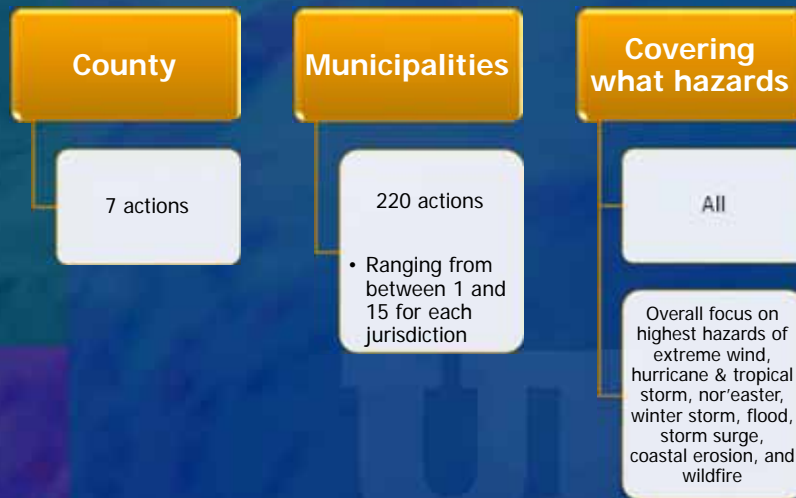 County
7 actions
Municipalities
220 actions
• Ranging from
between 1 and
15 for each
jurisdiction
Covering
what hazards
All
Overall focus on
highest hazards of
extreme wind,
hurricane & tropical
storm, nor'easter,
winter storm, flood,
storm surge,
coastal erosion, and
wildfire